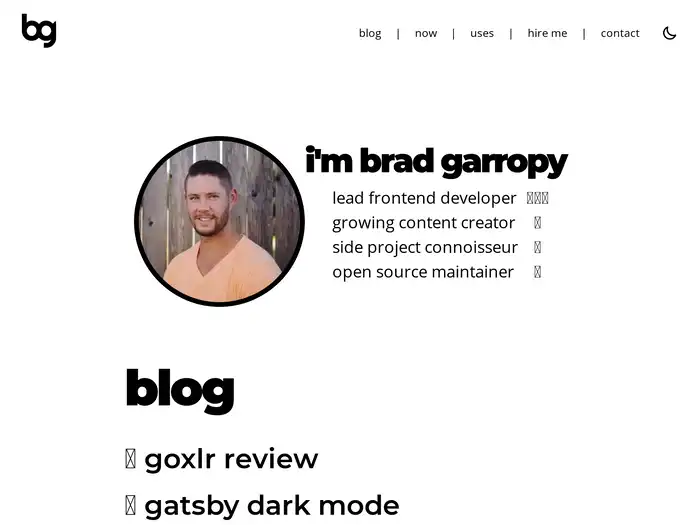 bg
blog | now | uses | hire me | contact
i'm brad garropy
lead frontend developer
growing content creator
side project connoisseur
open source maintainer
blog
goxlr review
gatsby dark mode